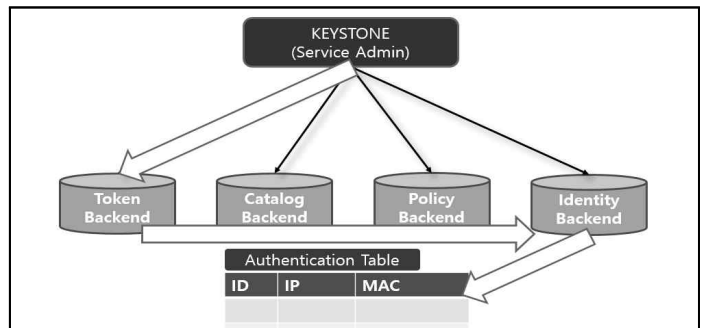 KEYSTONE
(Service Admin)
Token
Backend
Catalog
Backend
Policy
Backend
Identity
Backend
Authentication Table
ID IP MAC